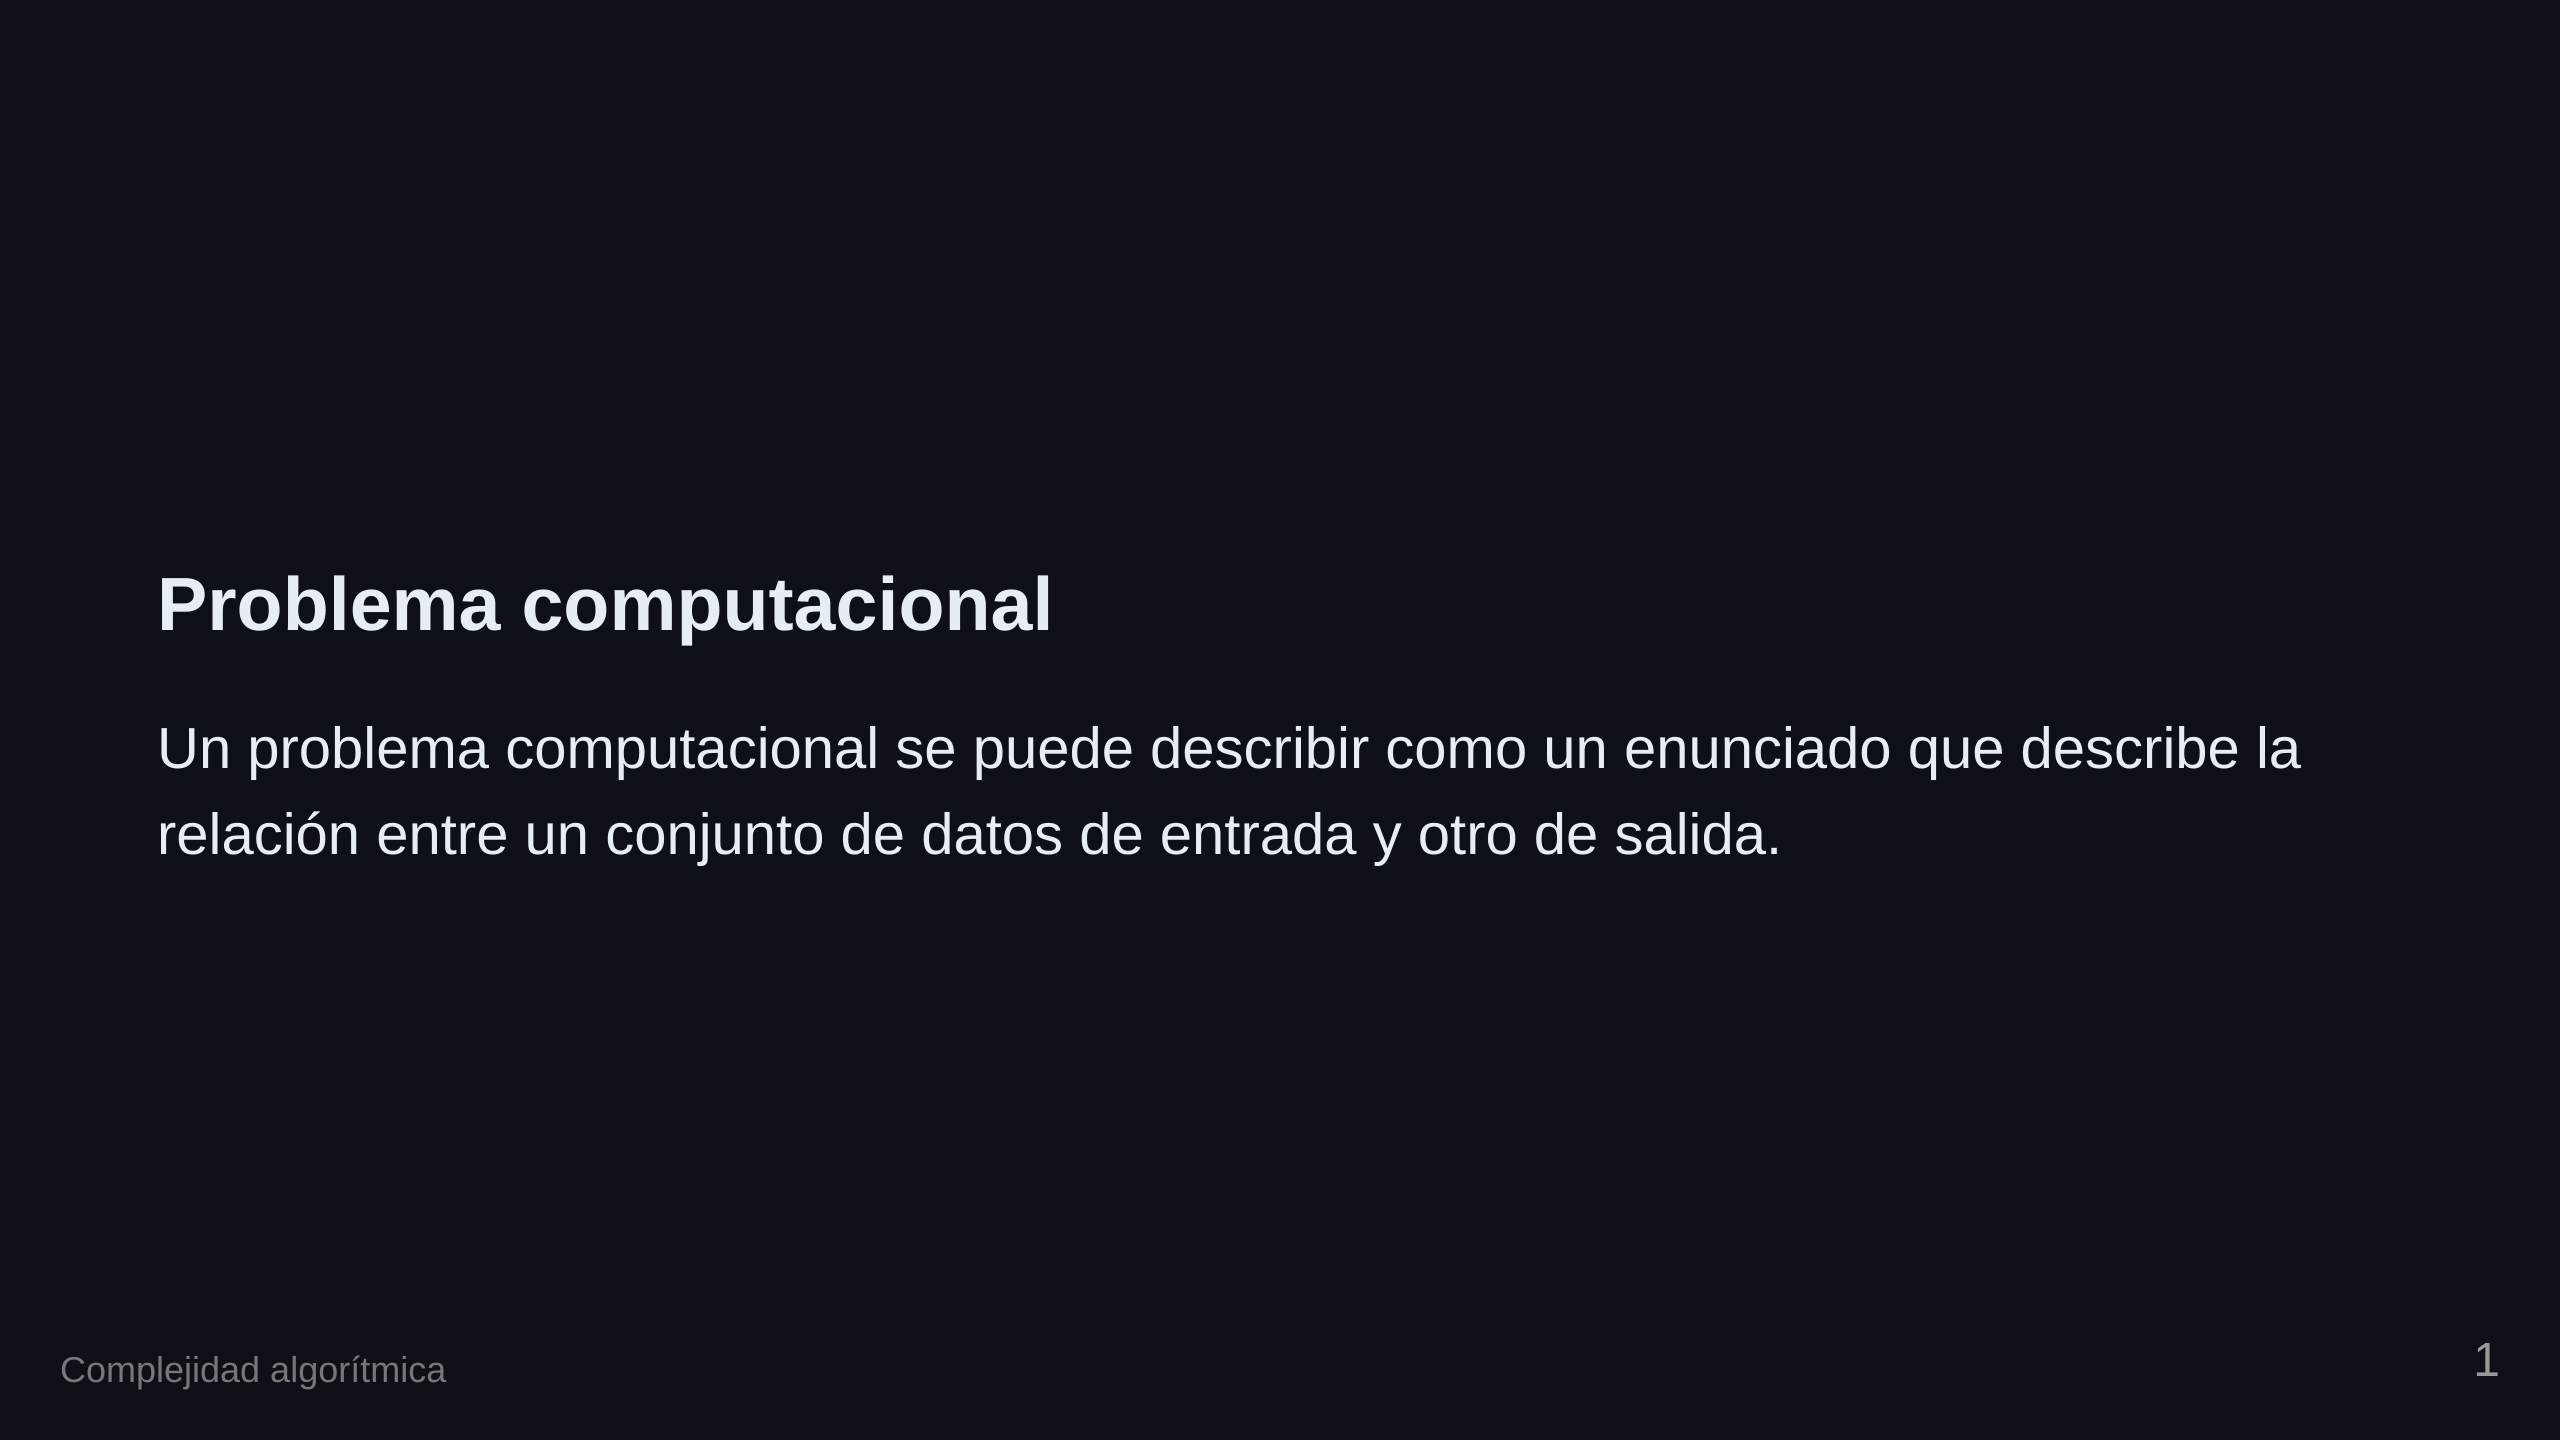 Problema computacional
Un problema computacional se puede describir como un enunciado que describe la
relación entre un conjunto de datos de entrada y otro de salida.
Complejidad algorítmica
1